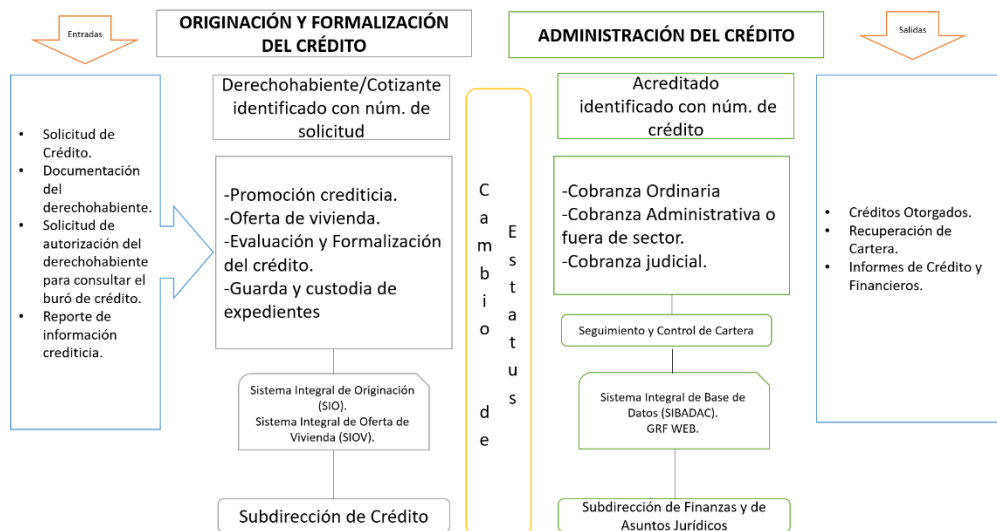 Entradas
ORIGINACIÓN Y FORMALIZACIÓN
DEL CRÉDITO
ADMINISTRACIÓN DEL CRÉDITO
Salidas
• Solicitud de
Crédito.
• Documentación
del
derechohabiente.
• Solicitud de
autorización del
derechohabiente
para consultar el
buró de crédito.
• Reporte de
información
crediticia.
Derechohabiente/Cotizante
identificado con núm. de
solicitud
-Promoción crediticia.
-Oferta de vivienda.
-Evaluación y Formalización
del crédito.
-Guarda y custodia de
expedientes
Sistema Integral de Originación
(SIO).
Sistema Integral de Oferta de
Vivienda (SIOV).
Subdirección de Crédito
Cambio de
Estatus
Acreditado
identificado con núm. de
crédito
-Cobranza Ordinaria
-Cobranza Administrativa o
fuera de sector.
-Cobranza judicial.
Seguimiento y Control de Cartera
Sistema Integral de Base de
Datos (SIBADAC).
GRF WEB.
Subdirección de Finanzas y de
Asuntos Jurídicos
• Créditos Otorgados.
• Recuperación de
Cartera.
• Informes de Crédito y
Financieros.